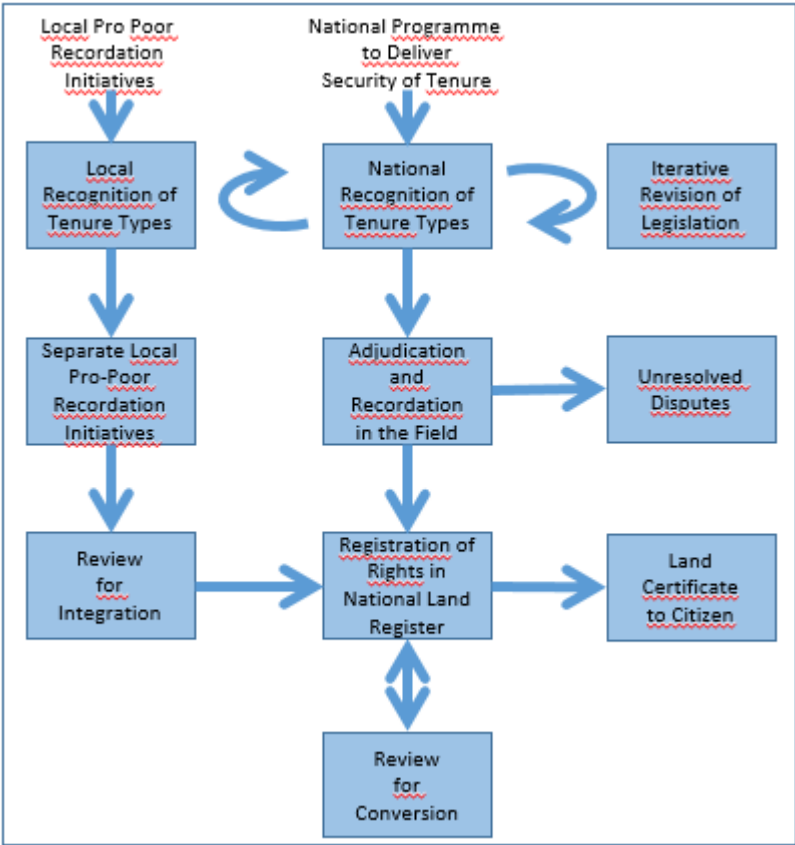 Local Pro Poor
Recordation
Initiatives
National Programme
to Deliver
Security of Tenure
Local
Recognition of
Tenure Types
National
Recognition of
Tenure Types
Iterative
Revision of
Legislation
Separate Local
Pro-Poor
Recordation
Initiatives
Adjudication
and
Recordation
in the Field
Unresolved
Disputes
Review
for
Integration
Registration of
Rights in
National Land
Register
Land
Certificate
to Citizen
Review
for
Conversion